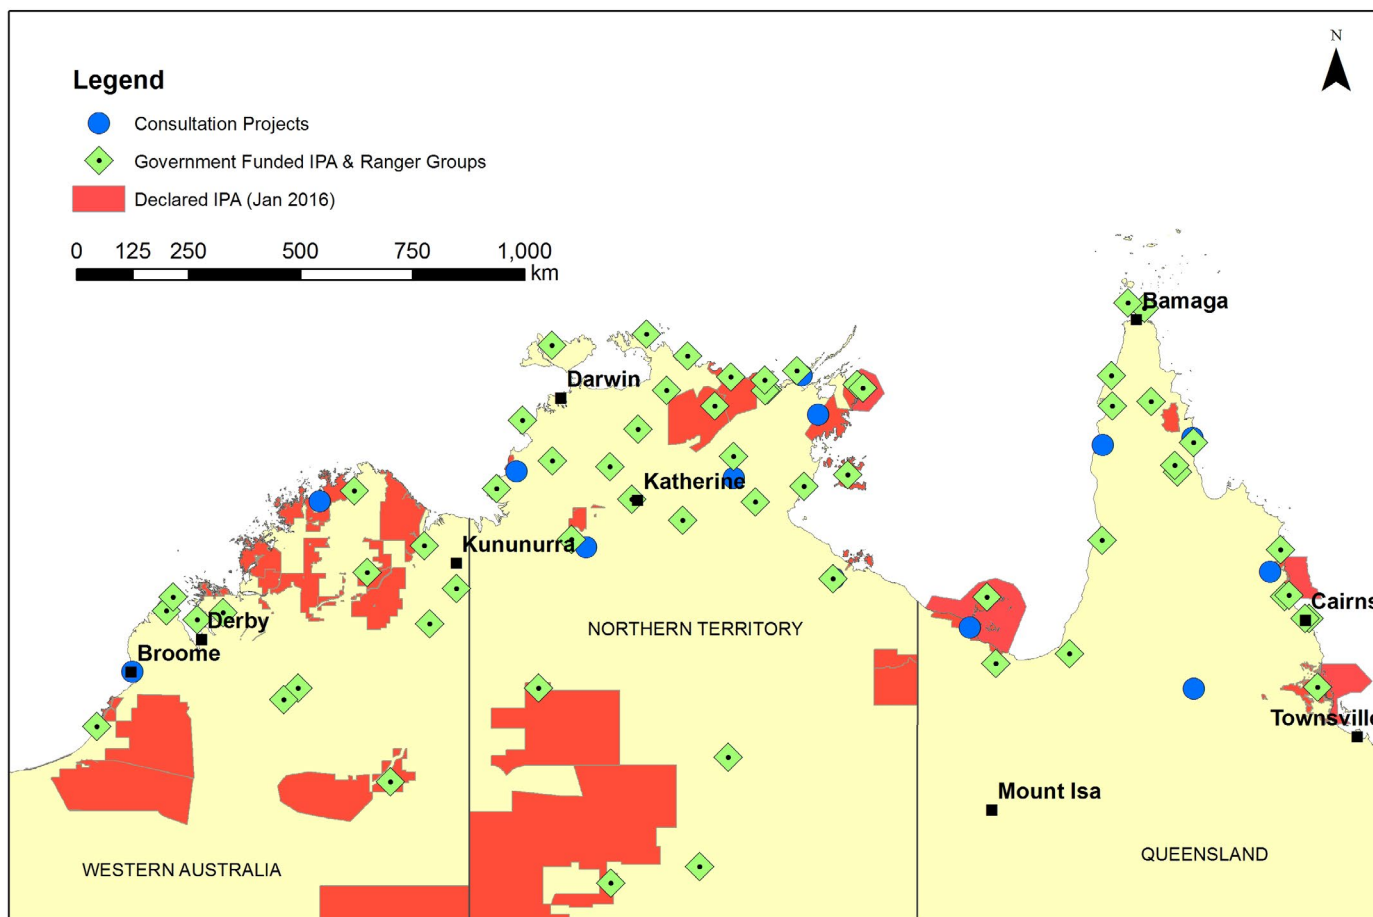 N
Legend
Consultation Projects
Government Funded IPA & Ranger Groups
Declared IPA (Jan 2016)
0 125 250 500 750 1,000
km
Bamaga
Darwin
Katherine
Kununurra
Cairns
Derby
NORTHERN TERRITORY
Broome
Townsville
Mount Isa
QUEENSLAND
WESTERN AUSTRALIA